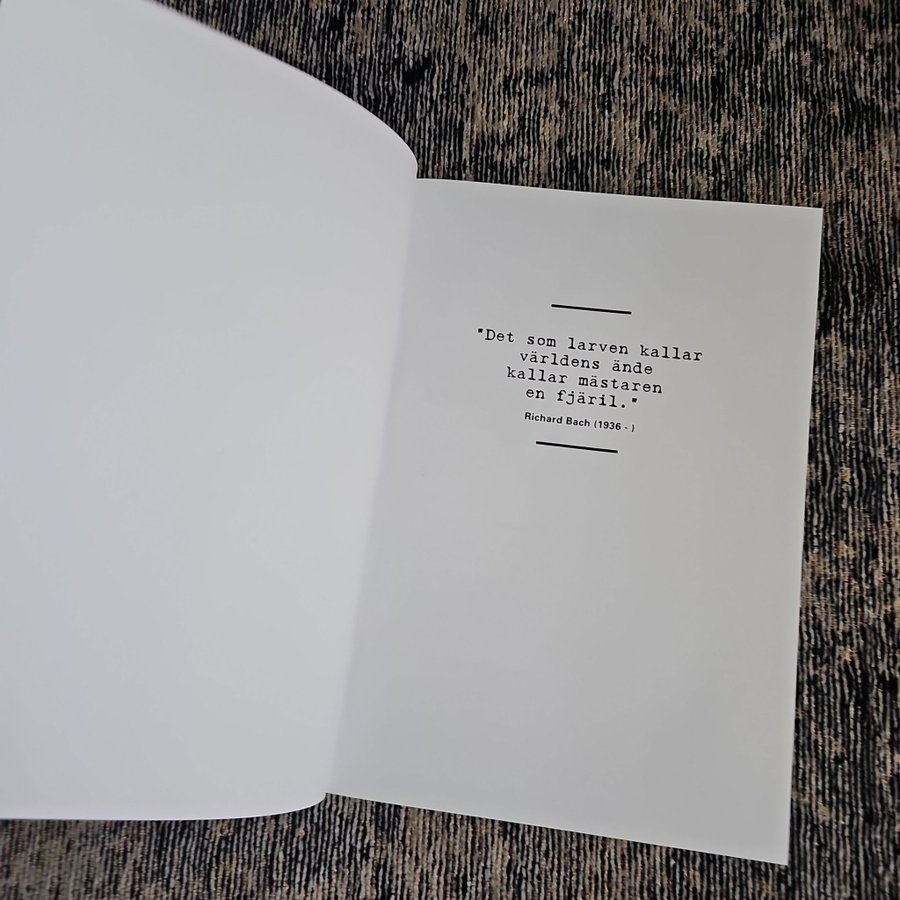 "Det som larven kallar
världens ände
kallar mästaren
en fjäril."
Richard Bach (1936 - )